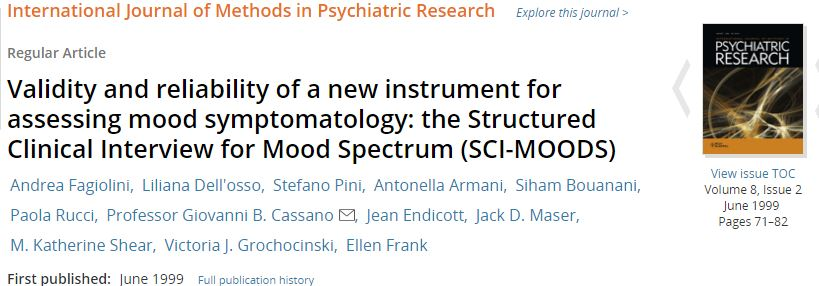 International Journal of Methods in Psychiatric Research
Explore this journal >
Regular Article
Validity and reliability of a new instrument for
assessing mood symptomatology: the Structured
Clinical Interview for Mood Spectrum (SCI-MOODS)
Andrea Fagiolini, Liliana Dell'osso, Stefano Pini, Antonella Armani, Siham Bouanani,
Paola Rucci, Professor Giovanni B. Cassano, Jean Endicott, Jack D. Maser,
M. Katherine Shear, Victoria J. Grochocinski, Ellen Frank
First published: June 1999 Full publication history
PSYCHIATRIC
RESEARCH
View issue TOC
Volume 8, Issue 2
June 1999
Pages 71–82